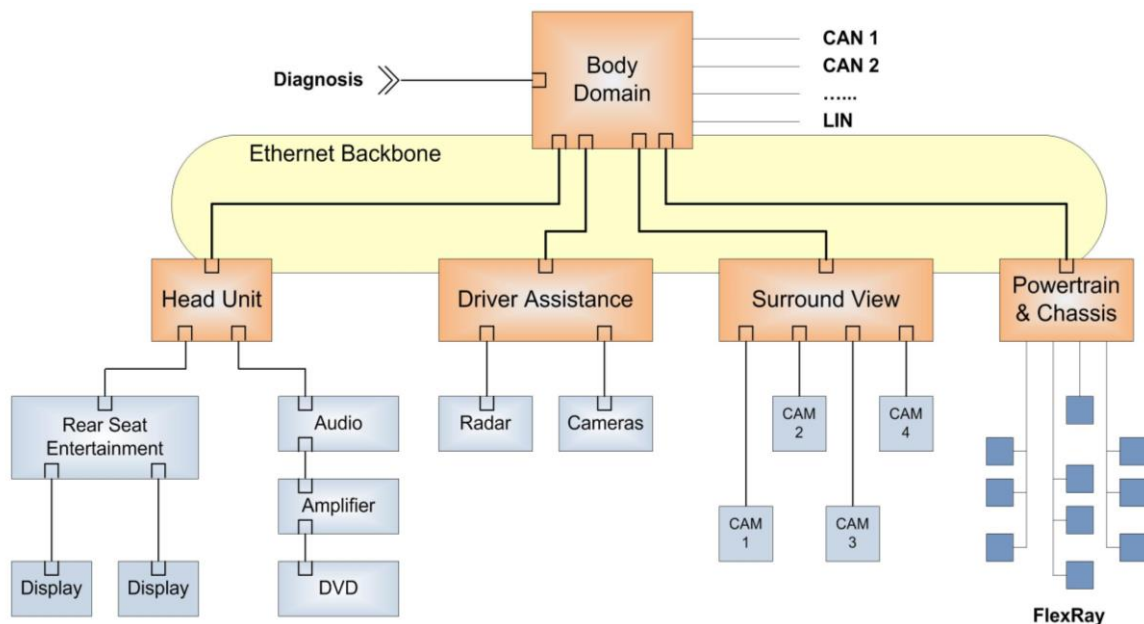 Body
Domain
CAN 1
CAN 2
…...
LIN
Diagnosis
Ethernet Backbone
Head Unit
Driver Assistance
Surround View
Powertrain
& Chassis
Rear Seat
Entertainment
Audio
Radar
Cameras
CAM
2
CAM
4
Amplifier
CAM
1
CAM
3
Display
Display
DVD
FlexRay